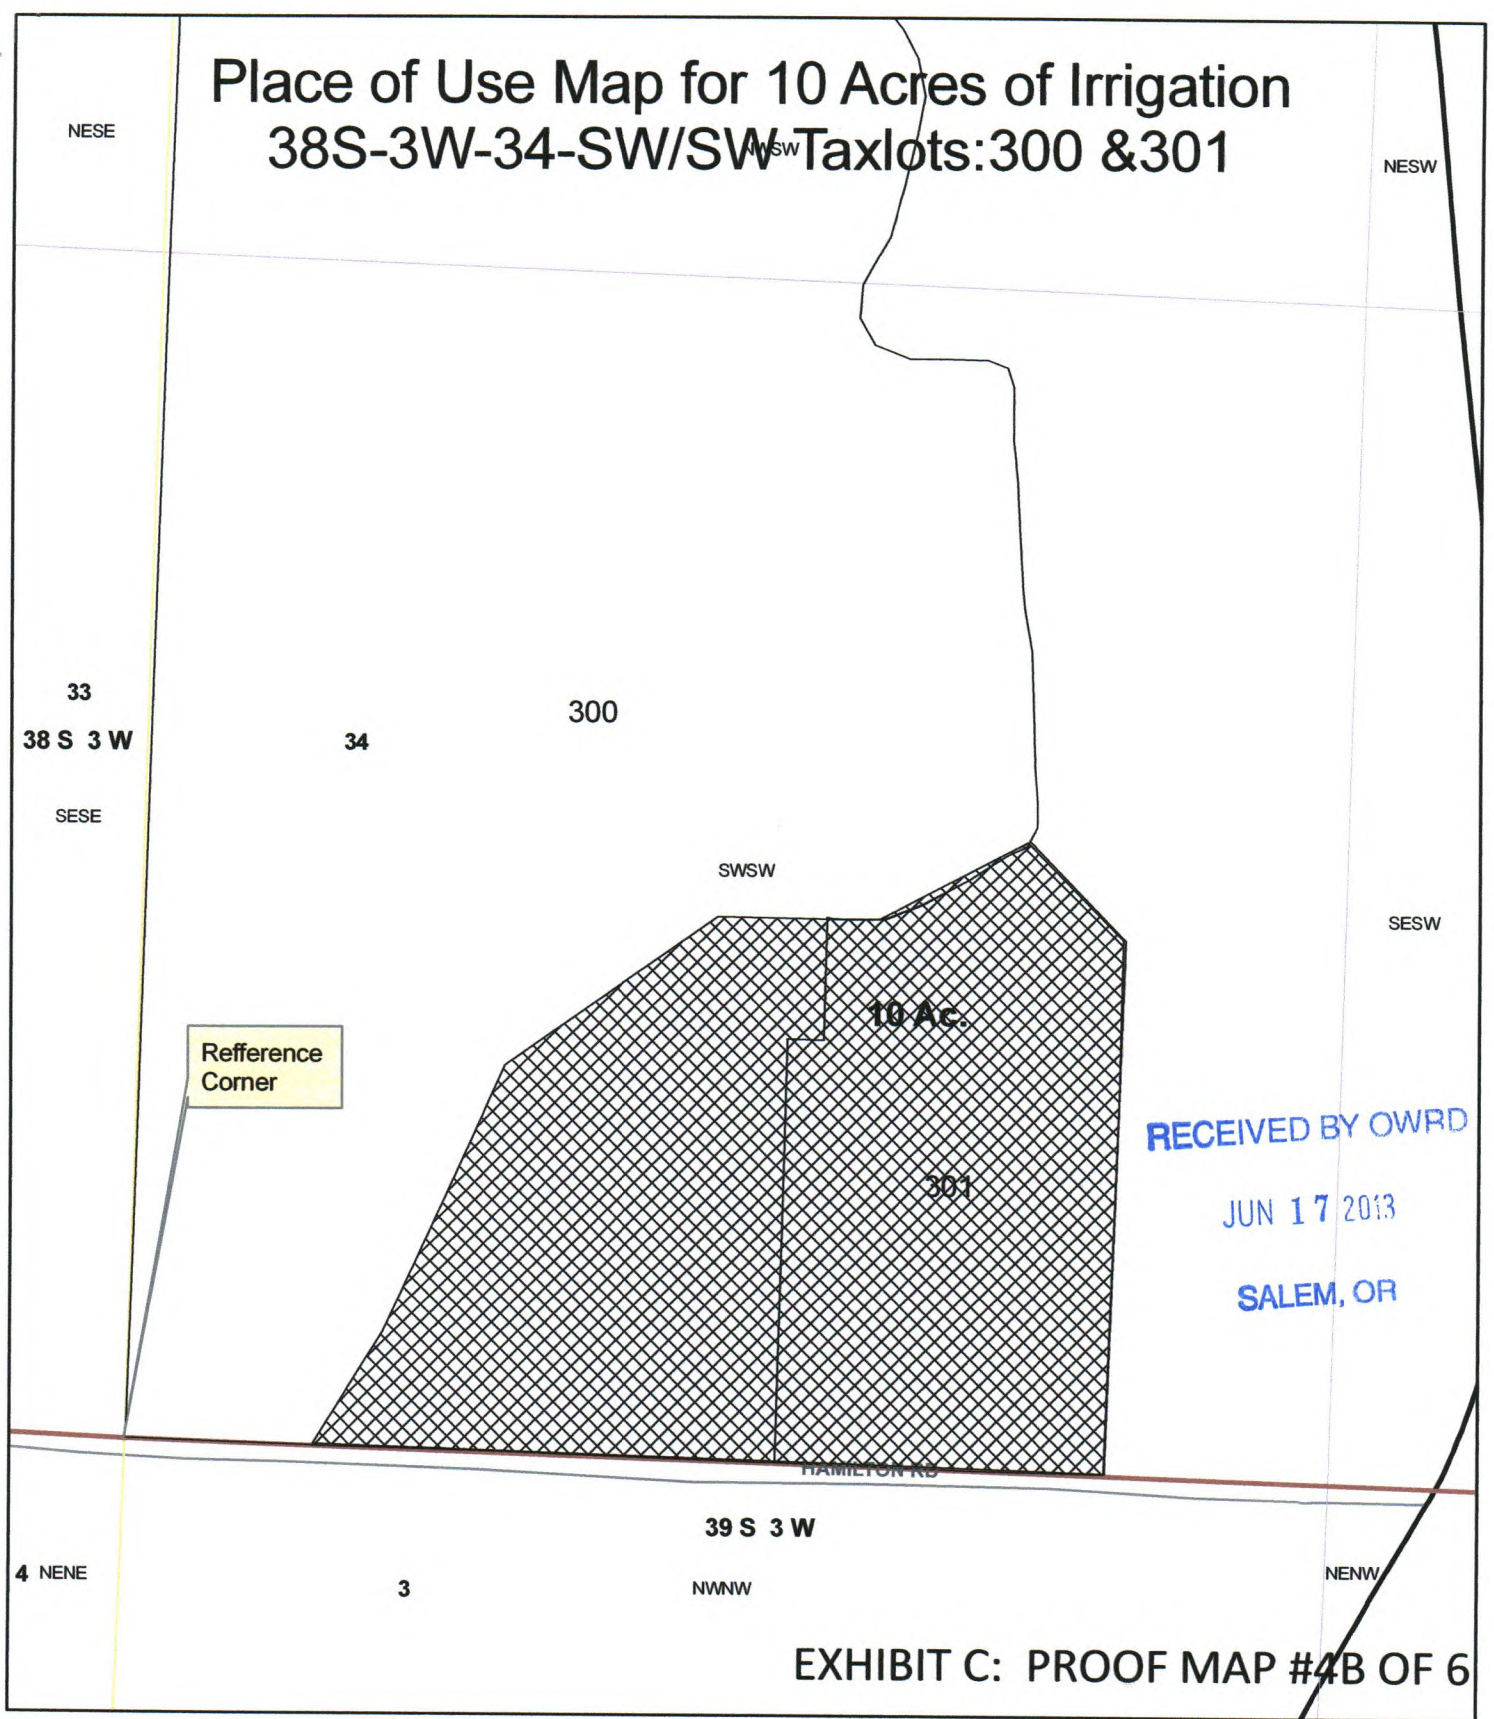 Place of Use Map for 10 Acres of Irrigation
38S-3W-34-SW/SW Taxlots:300 &301
NESE
NWSW
NESW
33
38 S 3 W
34
300
SESE
SWSW
SESW
10 Ac.
Refference
Corner
RECEIVED BY OWRD
301
JUN 17 2013
SALEM, OR
HAMILTON RD
39 S 3 W
4 NENE
3
NWNW
NENW
EXHIBIT C: PROOF MAP #4B OF 6